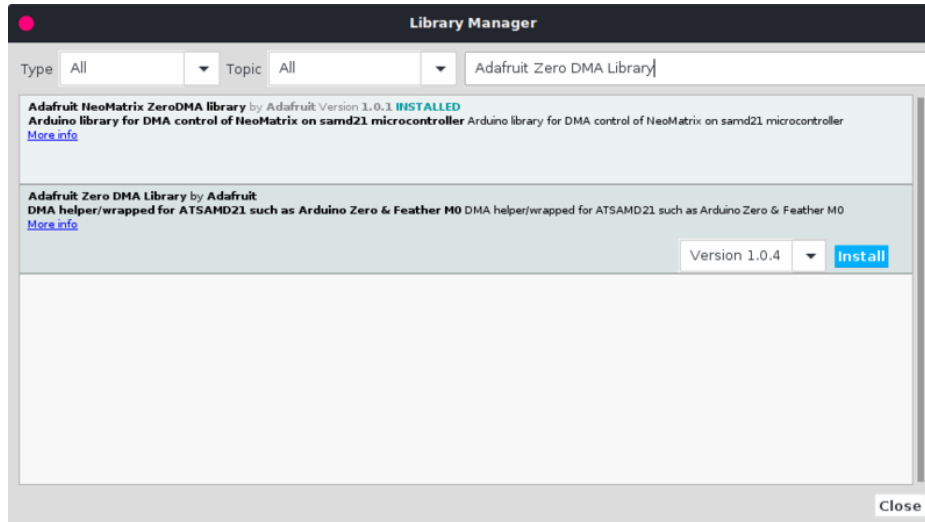 Library Manager
Type All Topic All Adafruit Zero DMA Library
Adafruit NeoMatrix ZeroDMA library by Adafruit Version 1.0.1 INSTALLED
Arduino library for DMA control of NeoMatrix on samd21 microcontroller Arduino library for DMA control of NeoMatrix on samd21 microcontroller
More info
Adafruit Zero DMA Library by Adafruit
DMA helper/wrapped for ATSAMD21 such as Arduino Zero & Feather M0 DMA helper/wrapped for ATSAMD21 such as Arduino Zero & Feather M0
More info
Version 1.0.4 Install
Close